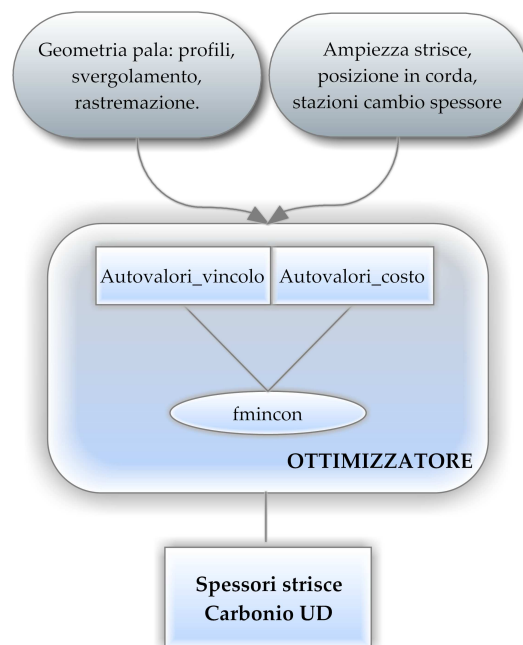 Geometria pala: profili,
svergolamento,
rastremazione.
Ampiezza strisce,
posizione in corda,
stazioni cambio spessore
Autovalori_vincolo
Autovalori_costo
fmincon
OTTIMIZZATORE
Spessori strisce
Carbonio UD